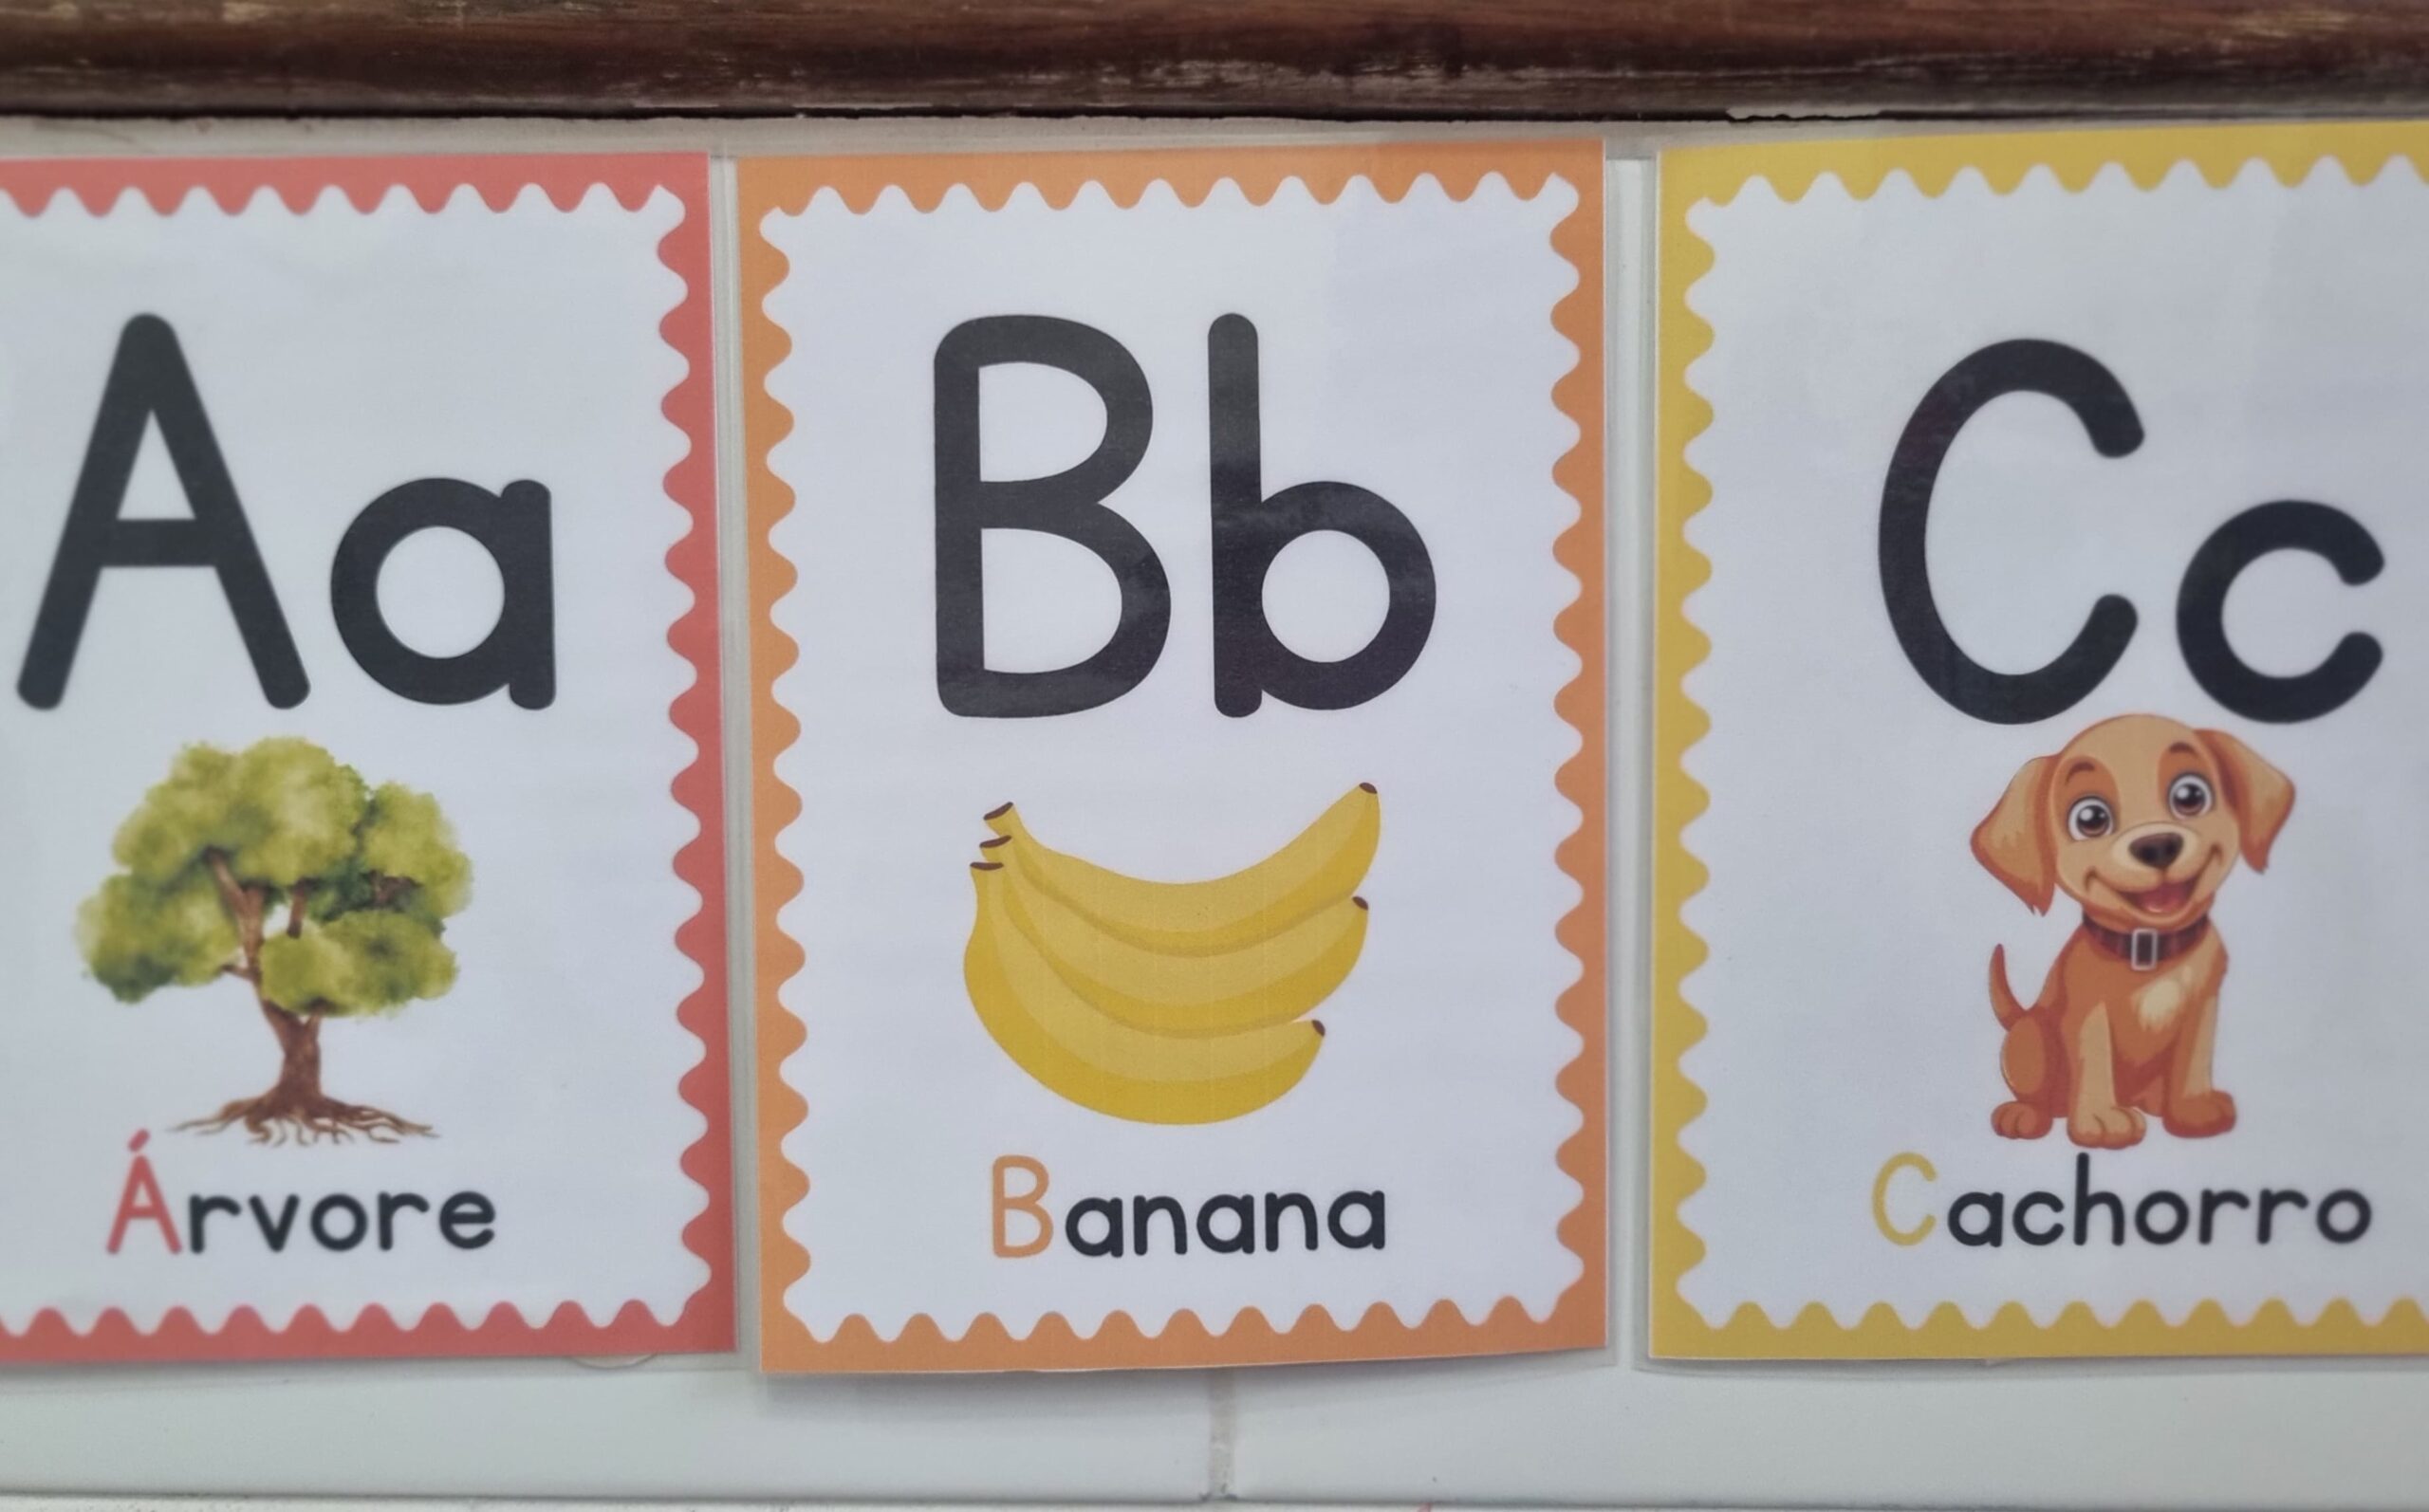 Aa
Árvore
Bb
Banana
Cc
Cachorro